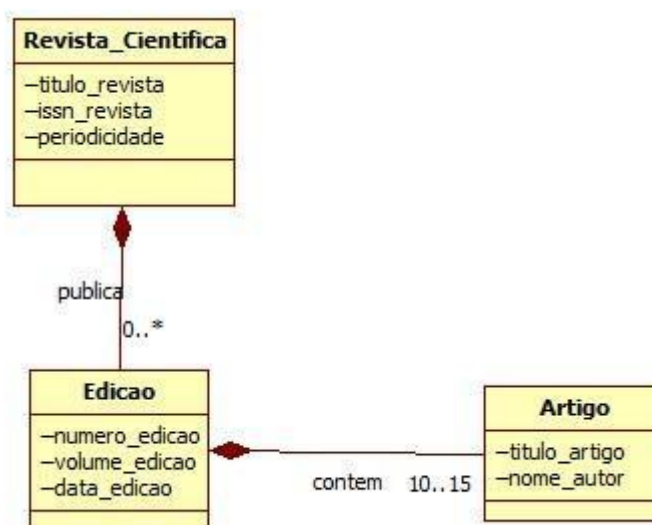 Revista_Cientifica
–titulo_revista
–issn_revista
–periodicidade
publica
0..*
Edicao
–numero_edicao
–volume_edicao
–data_edicao
contem 10..15
Artigo
–titulo_artigo
–nome_autor